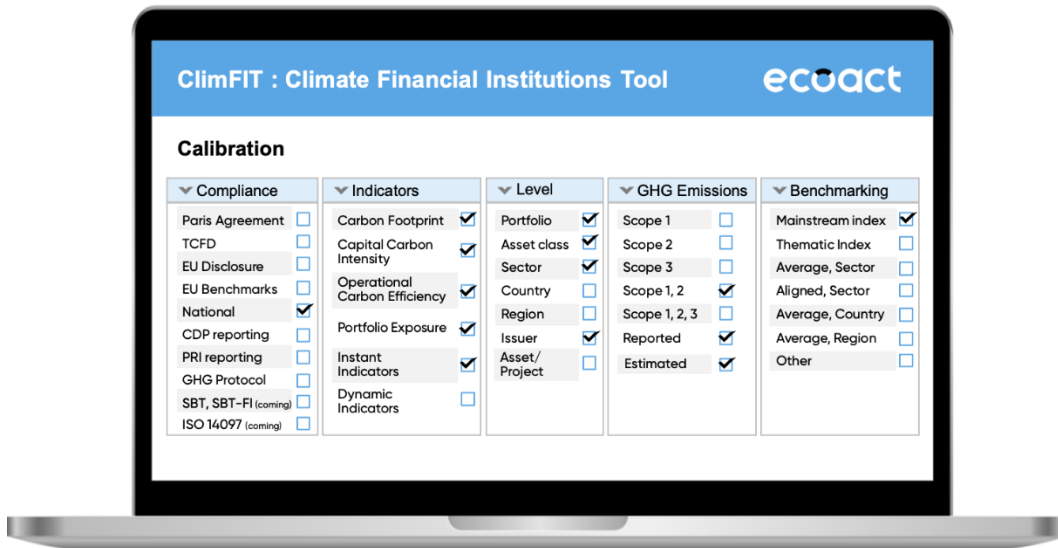 ClimFIT : Climate Financial Institutions Tool
ecoact
Calibration
Compliance
Paris Agreement
TCFD
EU Disclosure
EU Benchmarks
National
CDP reporting
PRI reporting
GHG Protocol
SBT, SBT-FI (coming)
ISO 14097 (coming)
Indicators
Carbon Footprint
Capital Carbon
Intensity
Operational
Carbon Efficiency
Portfolio Exposure
Instant
Indicators
Dynamic
Indicators
Level
Portfolio
Asset class
Sector
Country
Region
Issuer
Asset/
Project
GHG Emissions
Scope 1
Scope 2
Scope 3
Scope 1, 2
Scope 1, 2, 3
Reported
Estimated
Benchmarking
Mainstream index
Thematic Index
Average, Sector
Aligned, Sector
Average, Country
Average, Region
Other